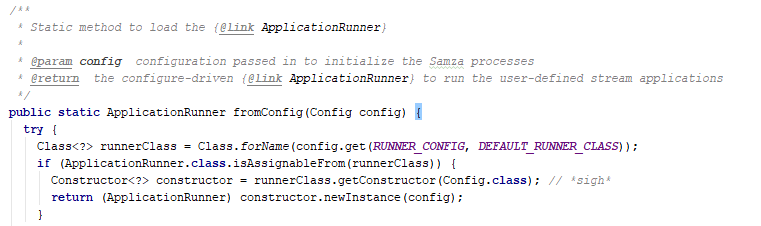 /**
 * Static method to load the {@link ApplicationRunner}
 *
 * @param config  configuration passed in to initialize the Samza processes
 * @return  the configure-driven {@link ApplicationRunner} to run the user-defined stream applications
 */
public static ApplicationRunner fromConfig(Config config) {
  try {
    Class<?> runnerClass = Class.forName(config.get(RUNNER_CONFIG, DEFAULT_RUNNER_CLASS));
    if (ApplicationRunner.class.isAssignableFrom(runnerClass)) {
      Constructor<?> constructor = runnerClass.getConstructor(Config.class); // *sigh*
      return (ApplicationRunner) constructor.newInstance(config);
    }